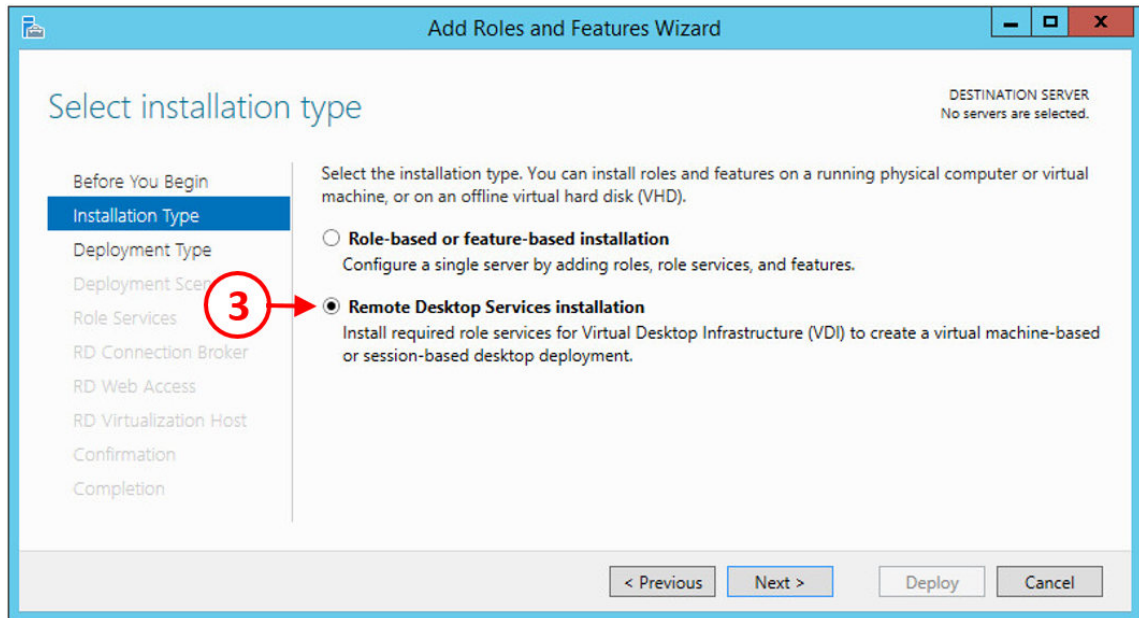 Add Roles and Features Wizard
Select installation type
DESTINATION SERVER
No servers are selected.
Before You Begin
Installation Type
Deployment Type
Deployment Scen
Role Services
RD Connection Broker
RD Web Access
RD Virtualization Host
Confirmation
Completion
Select the installation type. You can install roles and features on a running physical computer or virtual
machine, or on an offline virtual hard disk (VHD).
Role-based or feature-based installation
Configure a single server by adding roles, role services, and features.
3
Remote Desktop Services installation
Install required role services for Virtual Desktop Infrastructure (VDI) to create a virtual machine-based
or session-based desktop deployment.
< Previous
Next >
Deploy
Cancel